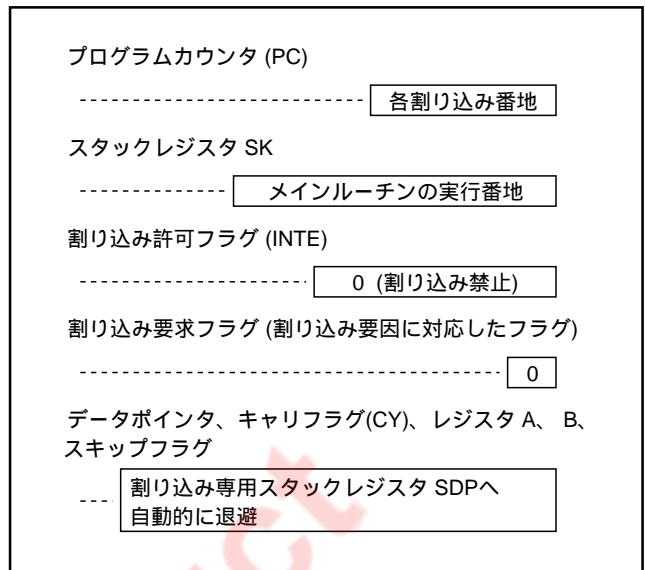 プログラムカウンタ (PC)
各割り込み番地
スタックレジスタ SK
メインルーチンの実行番地
割り込み許可フラグ (INTE)
0 (割り込み禁止)
割り込み要求フラグ (割り込み要因に対応したフラグ)
0
データポインタ、キャリフラグ(CY)、レジスタ A、 B、
スキップフラグ
割り込み専用スタックレジスタ SDPへ
自動的に退避